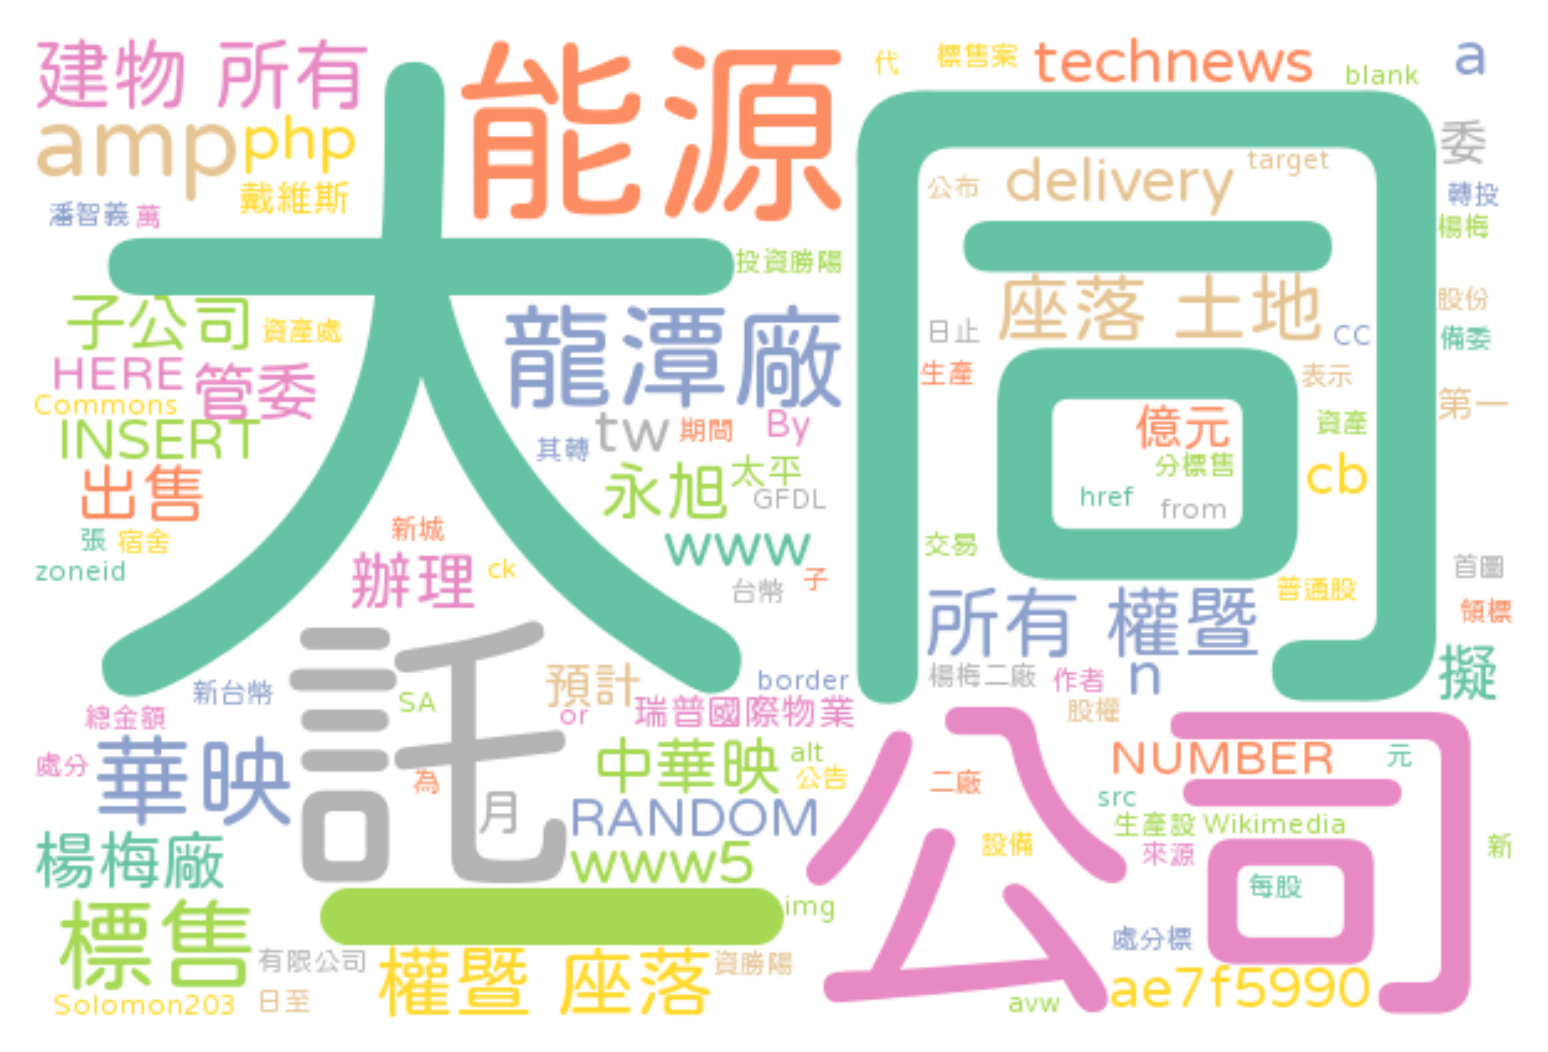 建物 所有
能源
代
標售案
technews
blank
a
amp
php
大
同
委
戴維斯
公布
delivery
target
轉投
潘智義
萬
楊梅
投資勝陽
子公司
資產處
龍潭廠
日止
座落 土地
CC
股份
備委
HERE
管委
生產
表示
第一
Commons
INSERT
tw
期間
By
億元
資產
其轉
出售
永旭
太平
GFDL
分標售
cb
href
from
張
宿舍
新城
www
交易
zoneid
辦理
ck
台幣
子
所有 權暨
普通股
首圖
領標
託
新台幣
SA
預計
border
楊梅二廠
作者
n
擬
總金額
or
瑞普國際物業
股權
公司
處分
華映
為
月
中華映
alt
公告
二廠
NUMBER
元
RANDOM
src
生產設
Wikimedia
楊梅廠
www5
設備
來源
新
標售
一
img
每股
有限公司
權暨 座落
資勝陽
處分標
Solomon203
日至
avw
ae7f5990